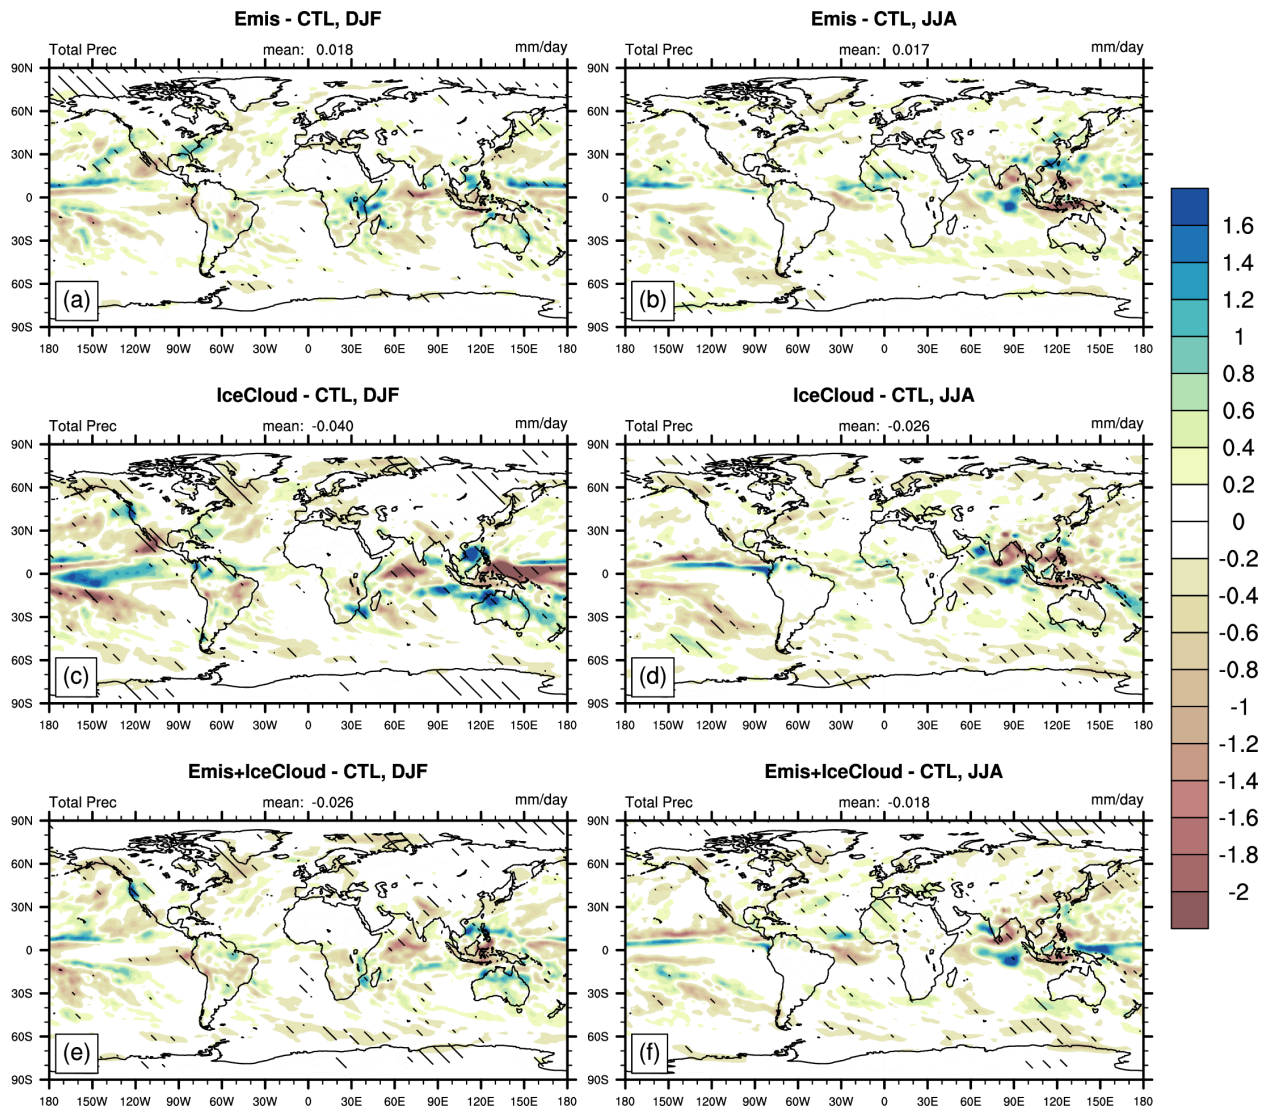 Emis - CTL, DJF
Total Prec mean: 0.018 mm/day
90N
60N
30N
0
30S
60S
90S
(a)
180 150W 120W 90W 60W 30W 0 30E 60E 90E 120E 150E 180
Emis - CTL, JJA
Total Prec mean: 0.017 mm/day
90N
60N
30N
0
30S
60S
90S
(b)
180 150W 120W 90W 60W 30W 0 30E 60E 90E 120E 150E 180
IceCloud - CTL, DJF
Total Prec mean: -0.040 mm/day
90N
60N
30N
0
30S
60S
90S
(c)
180 150W 120W 90W 60W 30W 0 30E 60E 90E 120E 150E 180
IceCloud - CTL, JJA
Total Prec mean: -0.026 mm/day
90N
60N
30N
0
30S
60S
90S
(d)
180 150W 120W 90W 60W 30W 0 30E 60E 90E 120E 150E 180
Emis+IceCloud - CTL, DJF
Total Prec mean: -0.026 mm/day
90N
60N
30N
0
30S
60S
90S
(e)
180 150W 120W 90W 60W 30W 0 30E 60E 90E 120E 150E 180
Emis+IceCloud - CTL, JJA
Total Prec mean: -0.018 mm/day
90N
60N
30N
0
30S
60S
90S
(f)
180 150W 120W 90W 60W 30W 0 30E 60E 90E 120E 150E 180
1.6
1.4
1.2
1
0.8
0.6
0.4
0.2
0
-0.2
-0.4
-0.6
-0.8
-1
-1.2
-1.4
-1.6
-1.8
-2